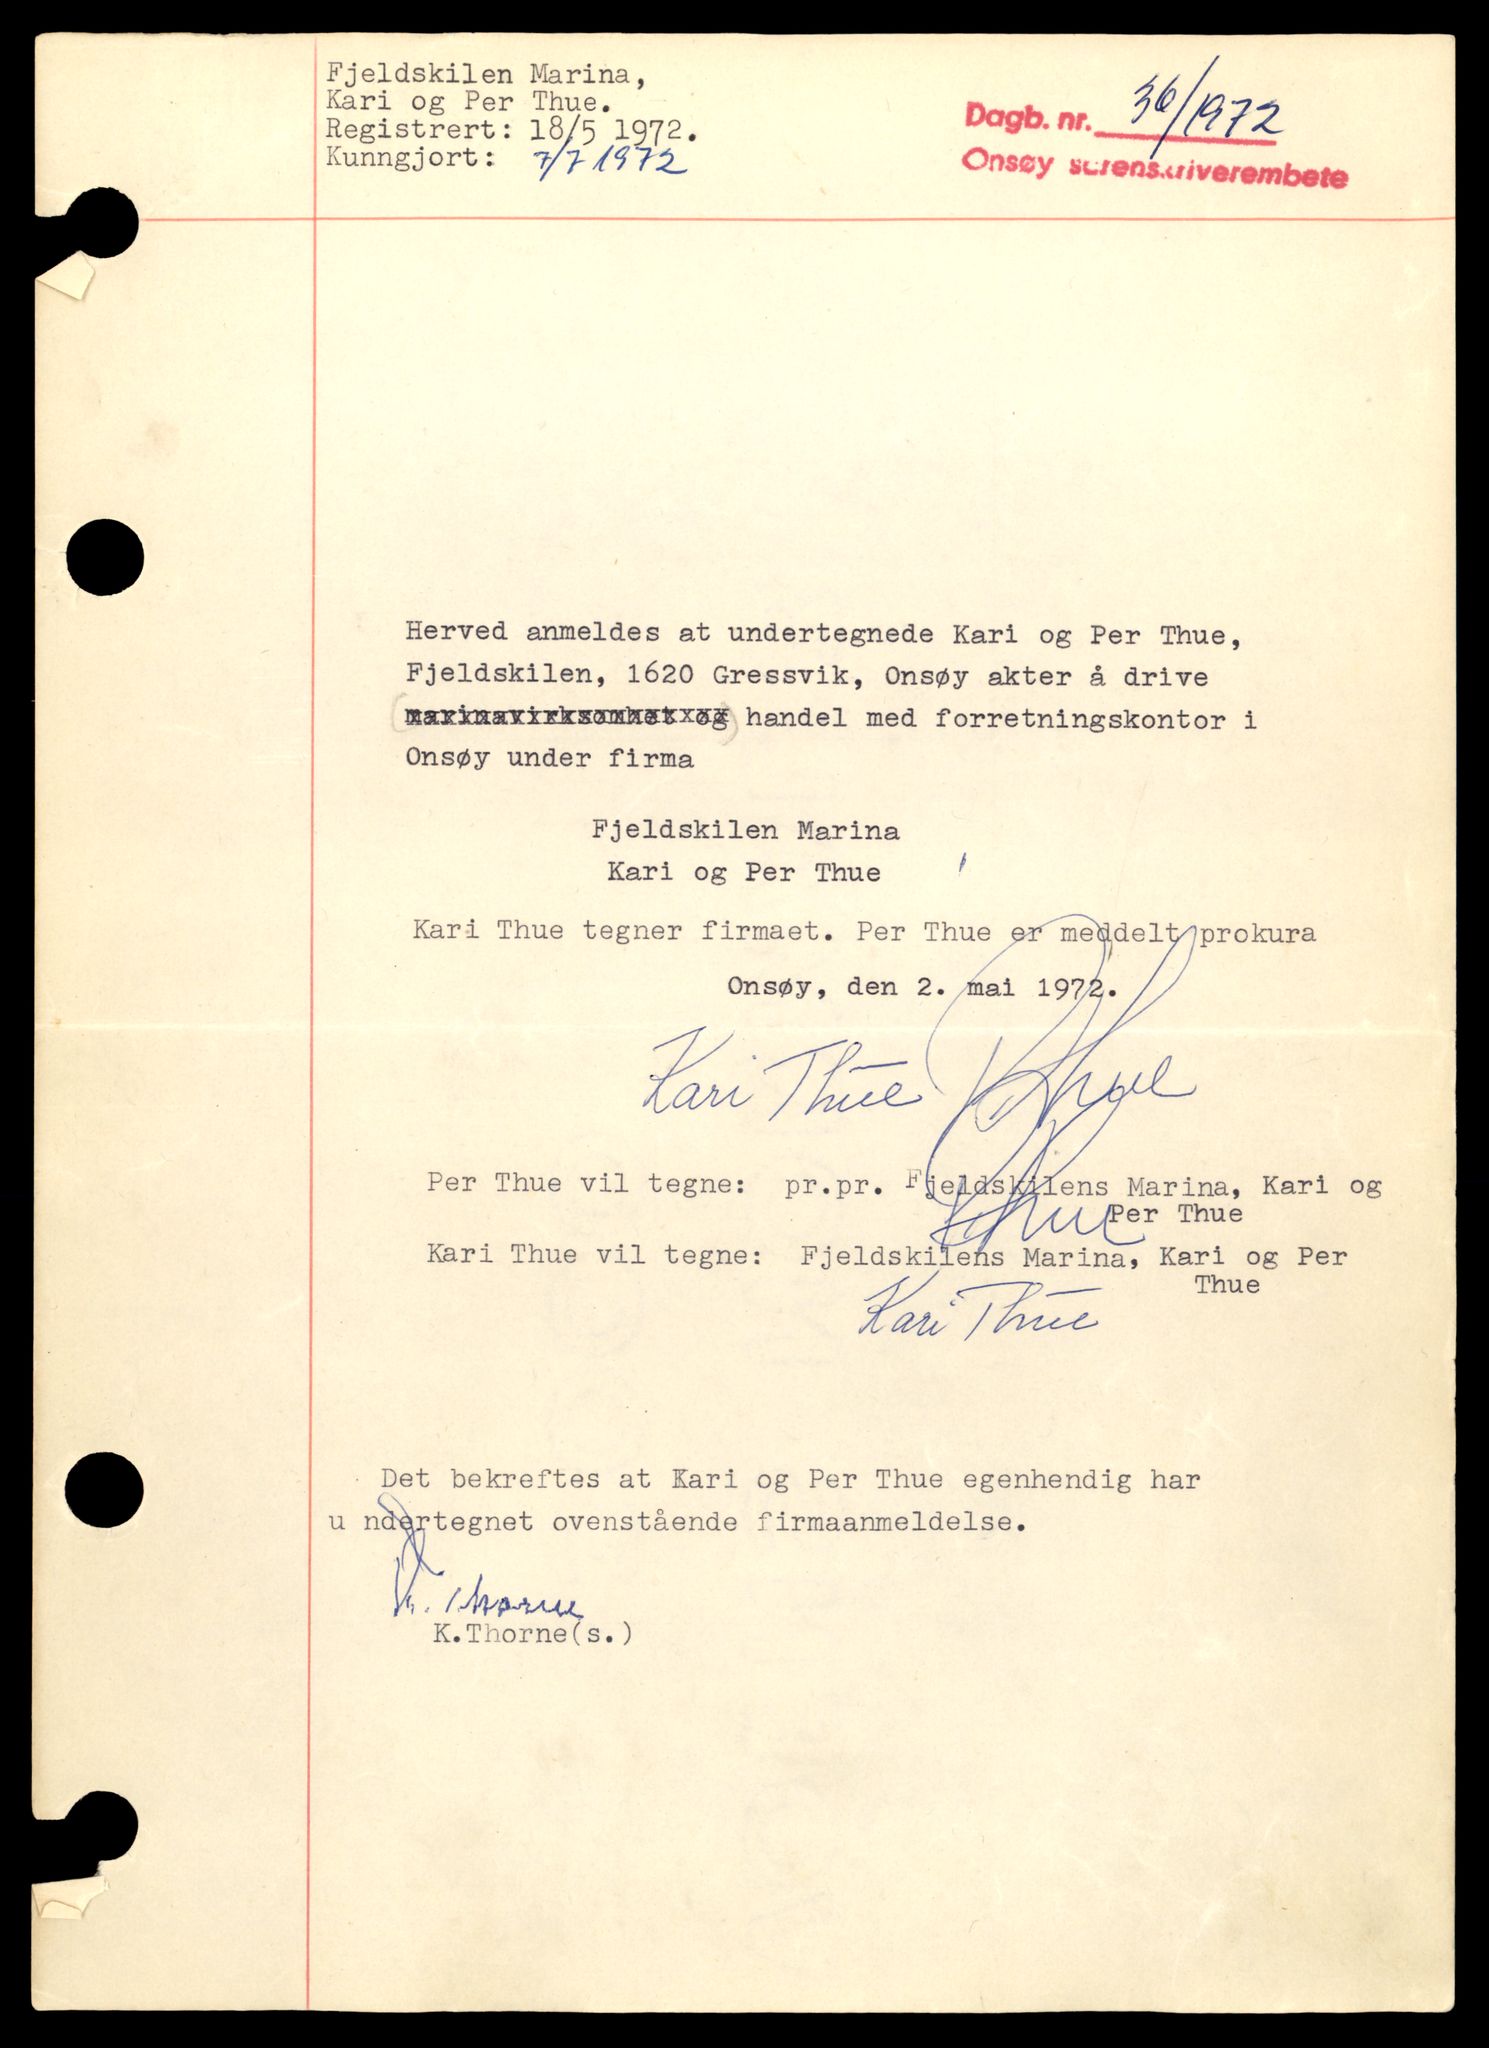 Fjeldskilen Marina,
Kari og Per Thue.
Registrert: 18/5 1972.
Kunngjort: 7/7 1972
Dagb. nr. 36/1972
Onsøy sorenskriverembete
Herved anmeldes at undertegnede Kari og Per Thue,
Fjeldskilen, 1620 Gressvik, Onsøy akter å drive
(marinavirksomhet og) handel med forretningskontor i
Onsøy under firma
Fjeldskilen Marina
Kari og Per Thue
Kari Thue tegner firmaet. Per Thue er meddelt prokura
Onsøy, den 2. mai 1972.
Kari Thue P Thue
Per Thue vil tegne: pr.pr. Fjeldskilens Marina, Kari og
Per Thue
P Thue
Kari Thue vil tegne: Fjeldskilens Marina, Kari og Per
Thue
Kari Thue
Det bekreftes at Kari og Per Thue egenhendig har
u ndertegnet ovenstående firmaanmeldelse.
K. Thorne
K.Thorne(s.)